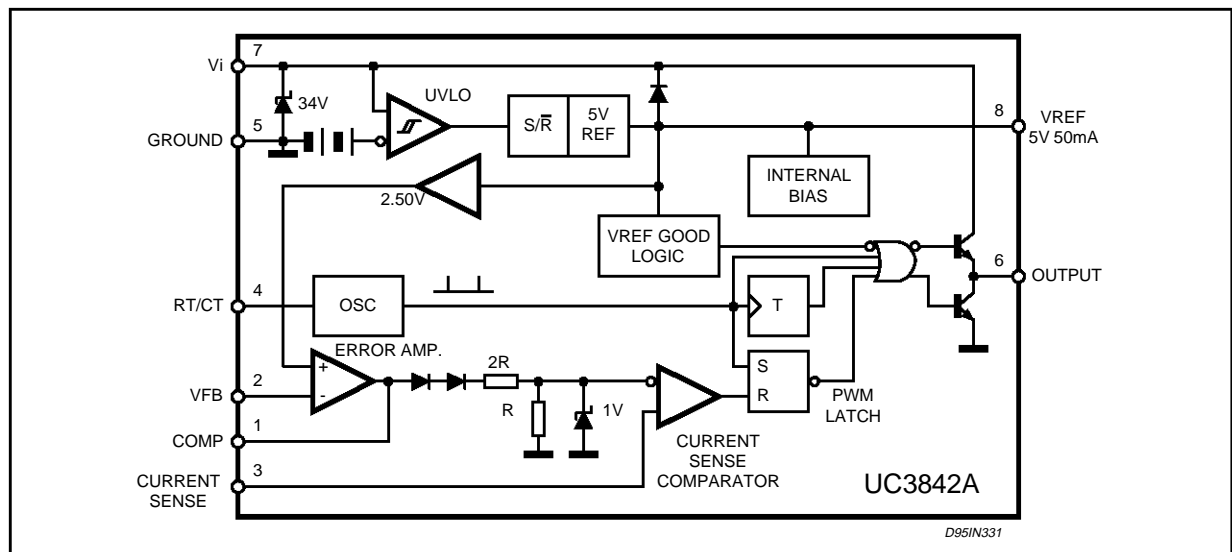 7
Vi
34V
UVLO
S/R̅
5V
REF
8
VREF
5V 50mA
5
GROUND
INTERNAL
BIAS
2.50V
VREF GOOD
LOGIC
6
OUTPUT
4
RT/CT
OSC
T
ERROR AMP.
+
-
2R
R
1V
S
R
PWM
LATCH
2
VFB
1
COMP
3
CURRENT
SENSE
CURRENT
SENSE
COMPARATOR
UC3842A
D95IN331